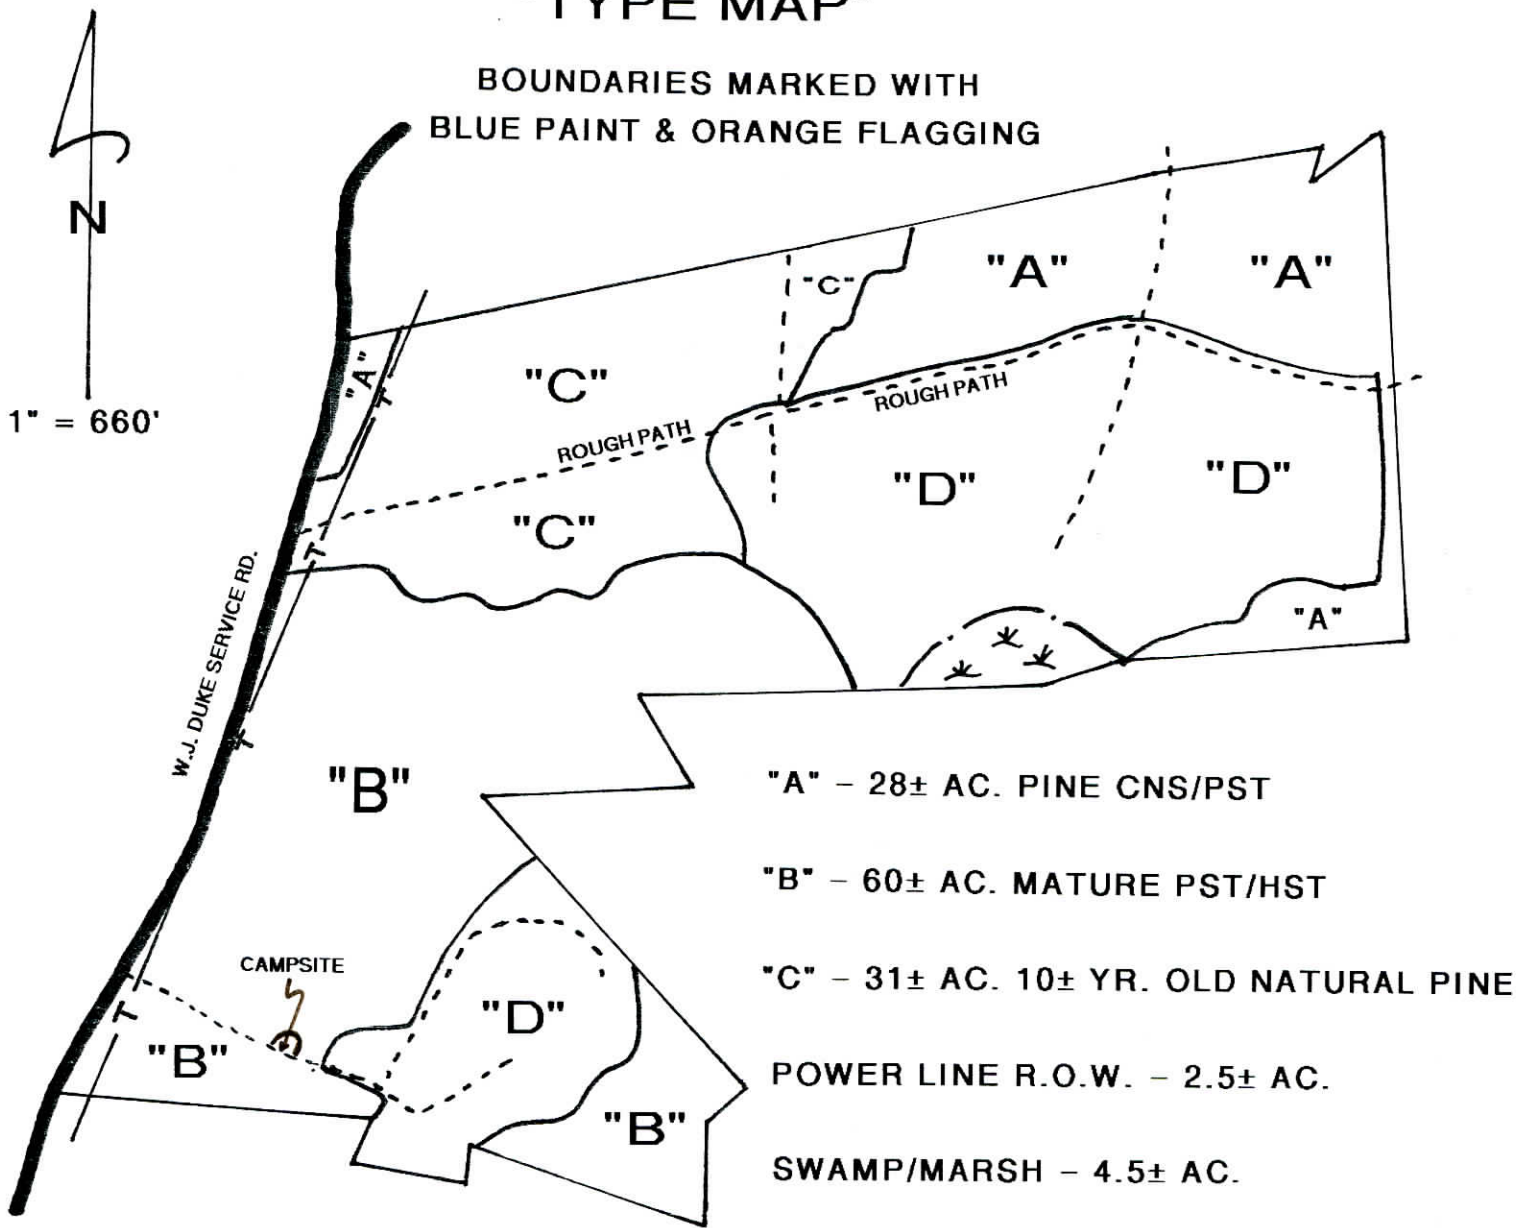 TYPE MAP
BOUNDARIES MARKED WITH
BLUE PAINT & ORANGE FLAGGING
N
1" = 660'
"A"
"A"
"C"
"A"
"C"
ROUGH PATH
ROUGH PATH
"D"
"D"
"C"
T
T
W.J. DUKE SERVICE RD.
"A"
T
"B"
"A" – 28± AC. PINE CNS/PST
"B" – 60± AC. MATURE PST/HST
CAMPSITE
"C" – 31± AC. 10± YR. OLD NATURAL PINE
T
"D"
"B"
POWER LINE R.O.W. – 2.5± AC.
"B"
SWAMP/MARSH – 4.5± AC.